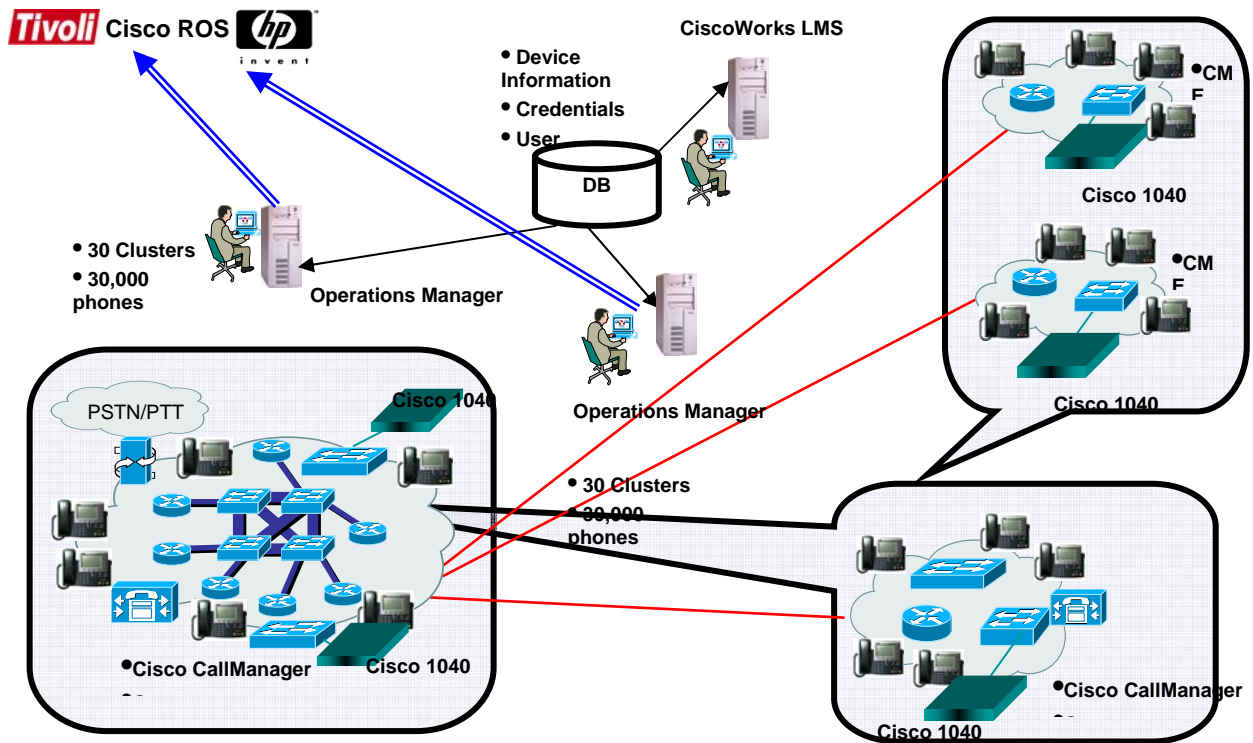 Tivoli Cisco ROS hp
invent
CiscoWorks LMS
• Device
Information
• Credentials
• User
DB
• 30 Clusters
• 30,000
phones
Operations Manager
Operations Manager
• 30 Clusters
• 30,000
phones
•CM
Cisco 1040
•CM
Cisco 1040
PSTN/PTT
Cisco 1040
•Cisco CallManager
Cisco 1040
•Cisco CallManager
Cisco 1040